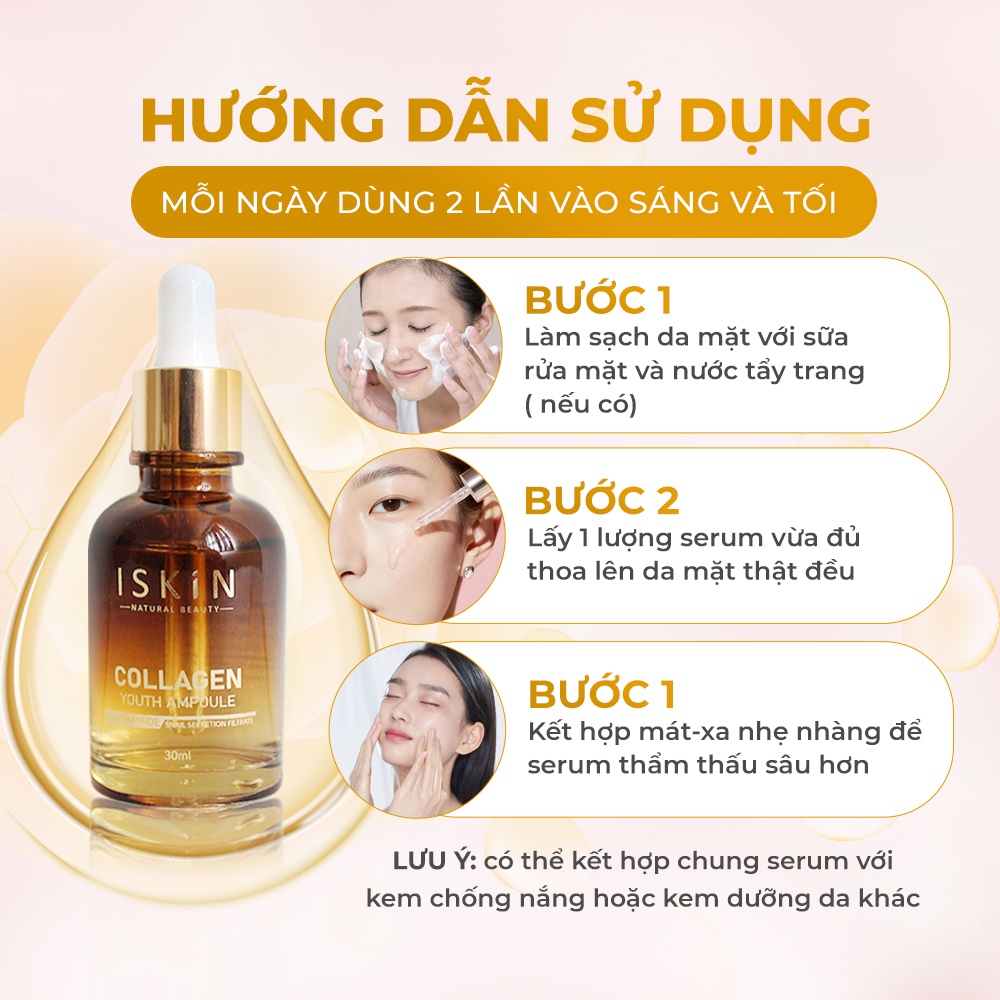 HƯỚNG DẪN SỬ DỤNG
MỖI NGÀY DÙNG 2 LẦN VÀO SÁNG VÀ TỐI
BƯỚC 1
Làm sạch da mặt với sữa
rửa mặt và nước tẩy trang
( nếu có)
BƯỚC 2
Lấy 1 lượng serum vừa đủ
thoa lên da mặt thật đều
BƯỚC 1
Kết hợp mát-xa nhẹ nhàng để
serum thẩm thấu sâu hơn
LƯU Ý: có thể kết hợp chung serum với
kem chống nắng hoặc kem dưỡng da khác
ISKiN
NATURAL BEAUTY
COLLAGEN
YOUTH AMPOULE
SNAIL SECRETION FILTRATE
30ml